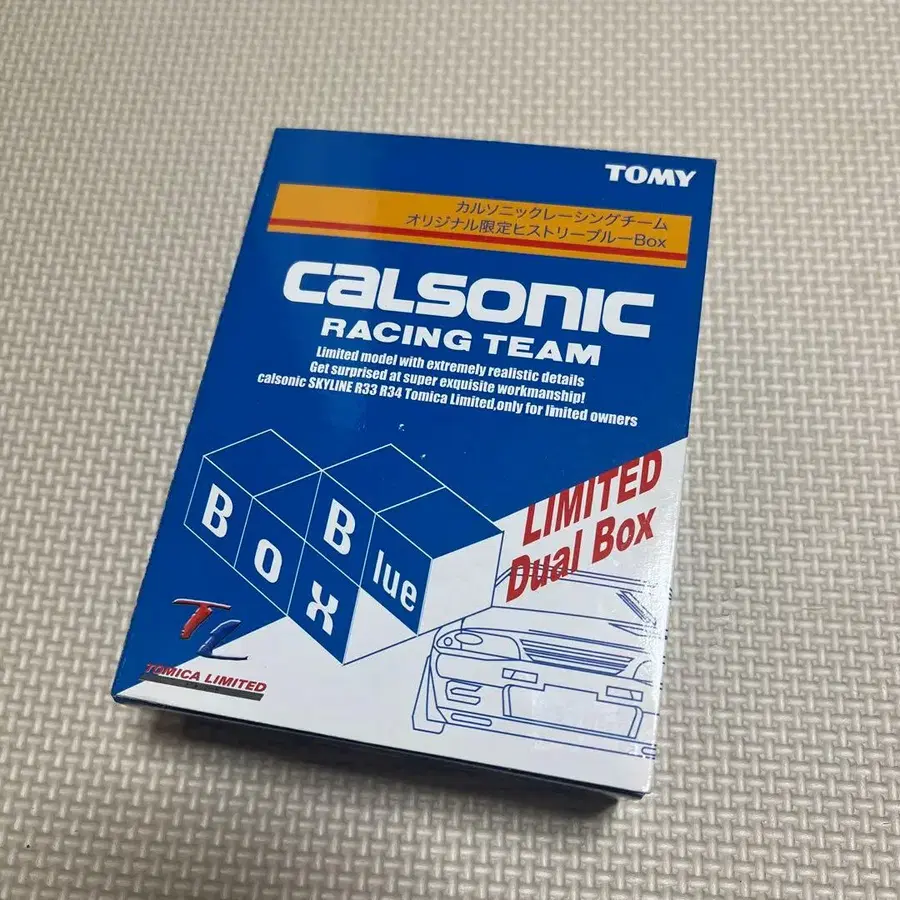 TOMY
カルソニックレーシングチーム
オリジナル限定ヒストリーブルーBox
calsonic
RACING TEAM
Limited model with extremely realistic details
Get surprised at super exquisite workmanship!
calsonic SKYLINE R33 R34 Tomica Limited,only for limited owners
LIMITED
Dual Box
Blue
Box
TL
TOMICA LIMITED